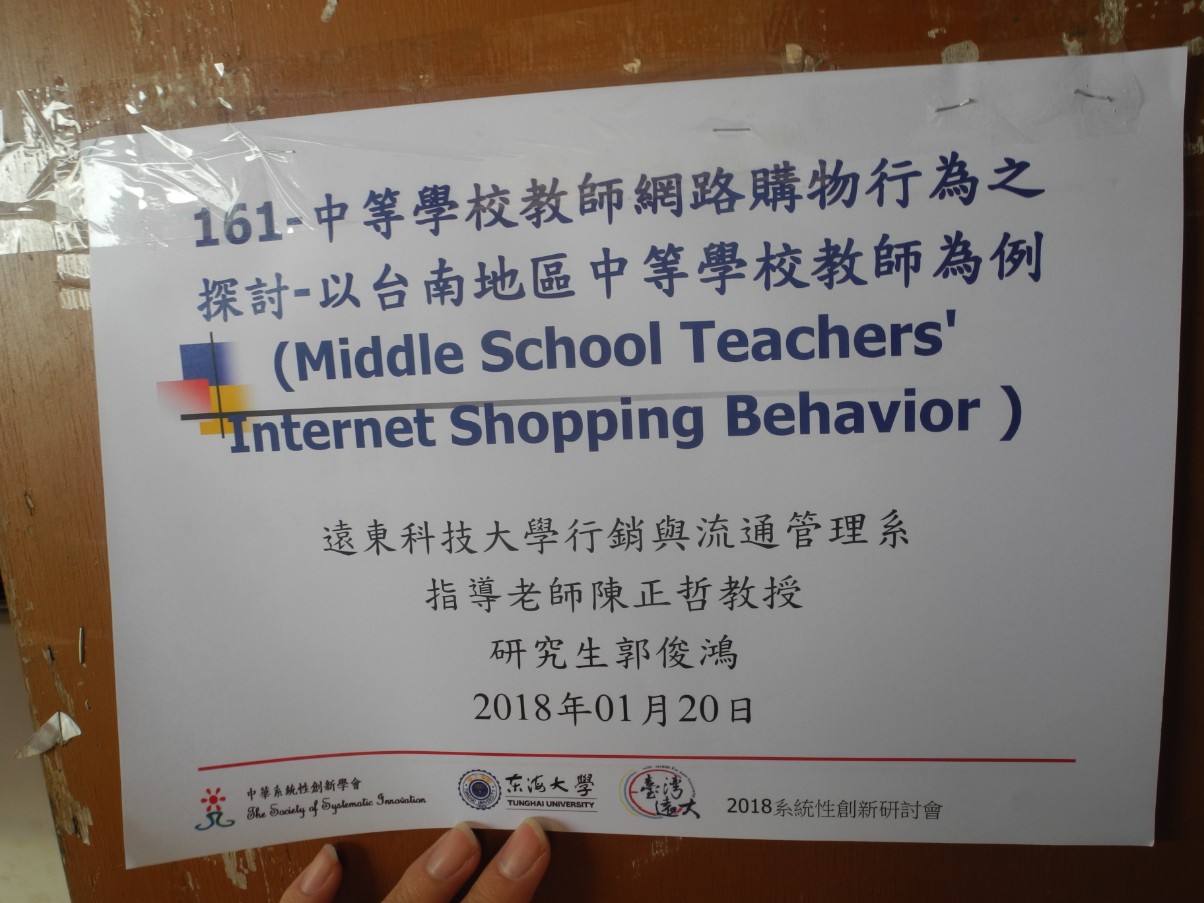 161-中等學校教師網路購物行為之
探討-以台南地區中等學校教師為例
(Middle School Teachers'
Internet Shopping Behavior )
遠東科技大學行銷與流通管理系
指導老師陳正哲教授
研究生郭俊鴻
2018年01月20日
中華系統性創新學會
The Society of Systematic Innovation
東海大學
TUNGHAI UNIVERSITY
臺灣
遠大
2018系統性創新研討會